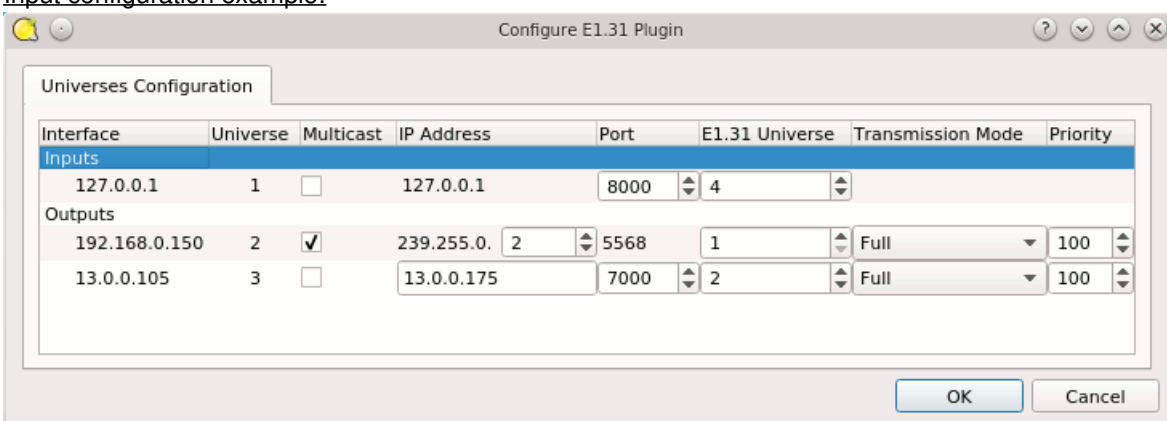 Input configuration example:
Configure E1.31 Plugin
Universes Configuration
Interface Universe Multicast IP Address Port E1.31 Universe Transmission Mode Priority
Inputs
127.0.0.1 1 127.0.0.1 8000 4
Outputs
192.168.0.150 2 239.255.0. 2 5568 1 Full 100
13.0.0.105 3 13.0.0.175 7000 2 Full 100
OK Cancel